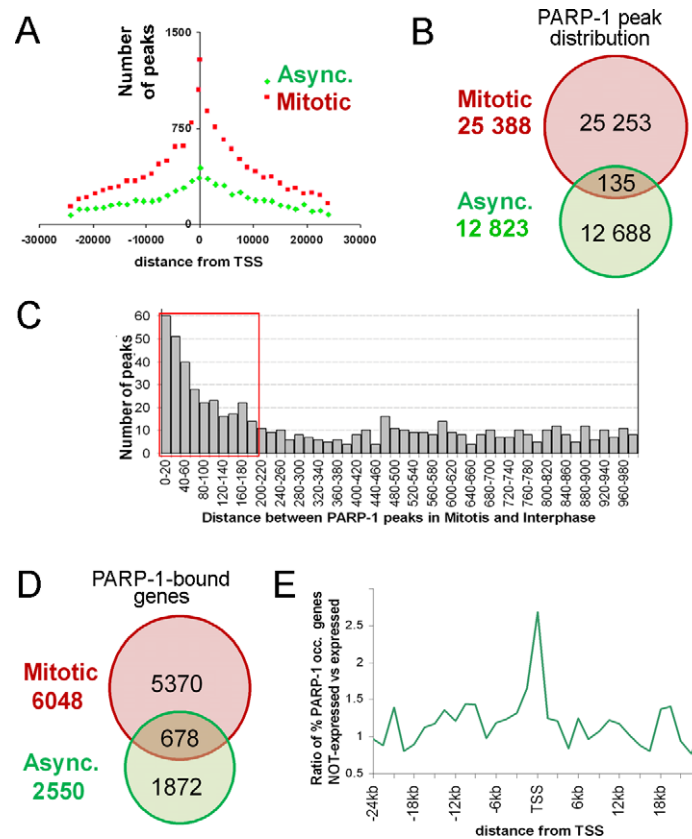 A
Number
of peaks
1500
750
0
Async.
Mitotic
-30000 -20000 -10000 0 10000 20000 30000
distance from TSS
B
PARP-1 peak
distribution
Mitotic
25 388
25 253
135
Async.
12 823
12 688
C
Number of peaks
60
50
40
30
20
10
0
0-20 40-60 80-100 120-140 160-180 200-220 240-260 280-300 320-340 360-380 400-420 440-460 480-500 520-540 560-580 600-620 640-660 680-700 720-740 760-780 800-820 840-860 880-900 920-940 960-980
Distance between PARP-1 peaks in Mitotis and Interphase
D
PARP-1-bound
genes
Mitotic
6048
5370
678
Async.
2550
1872
E
Ratio of % PARP-1 occ. genes
NOT-expressed vs expressed
2.5
2
1.5
1
0.5
-24kb -18kb -12kb -6kb TSS 6kb 12kb 18kb
distance from TSS